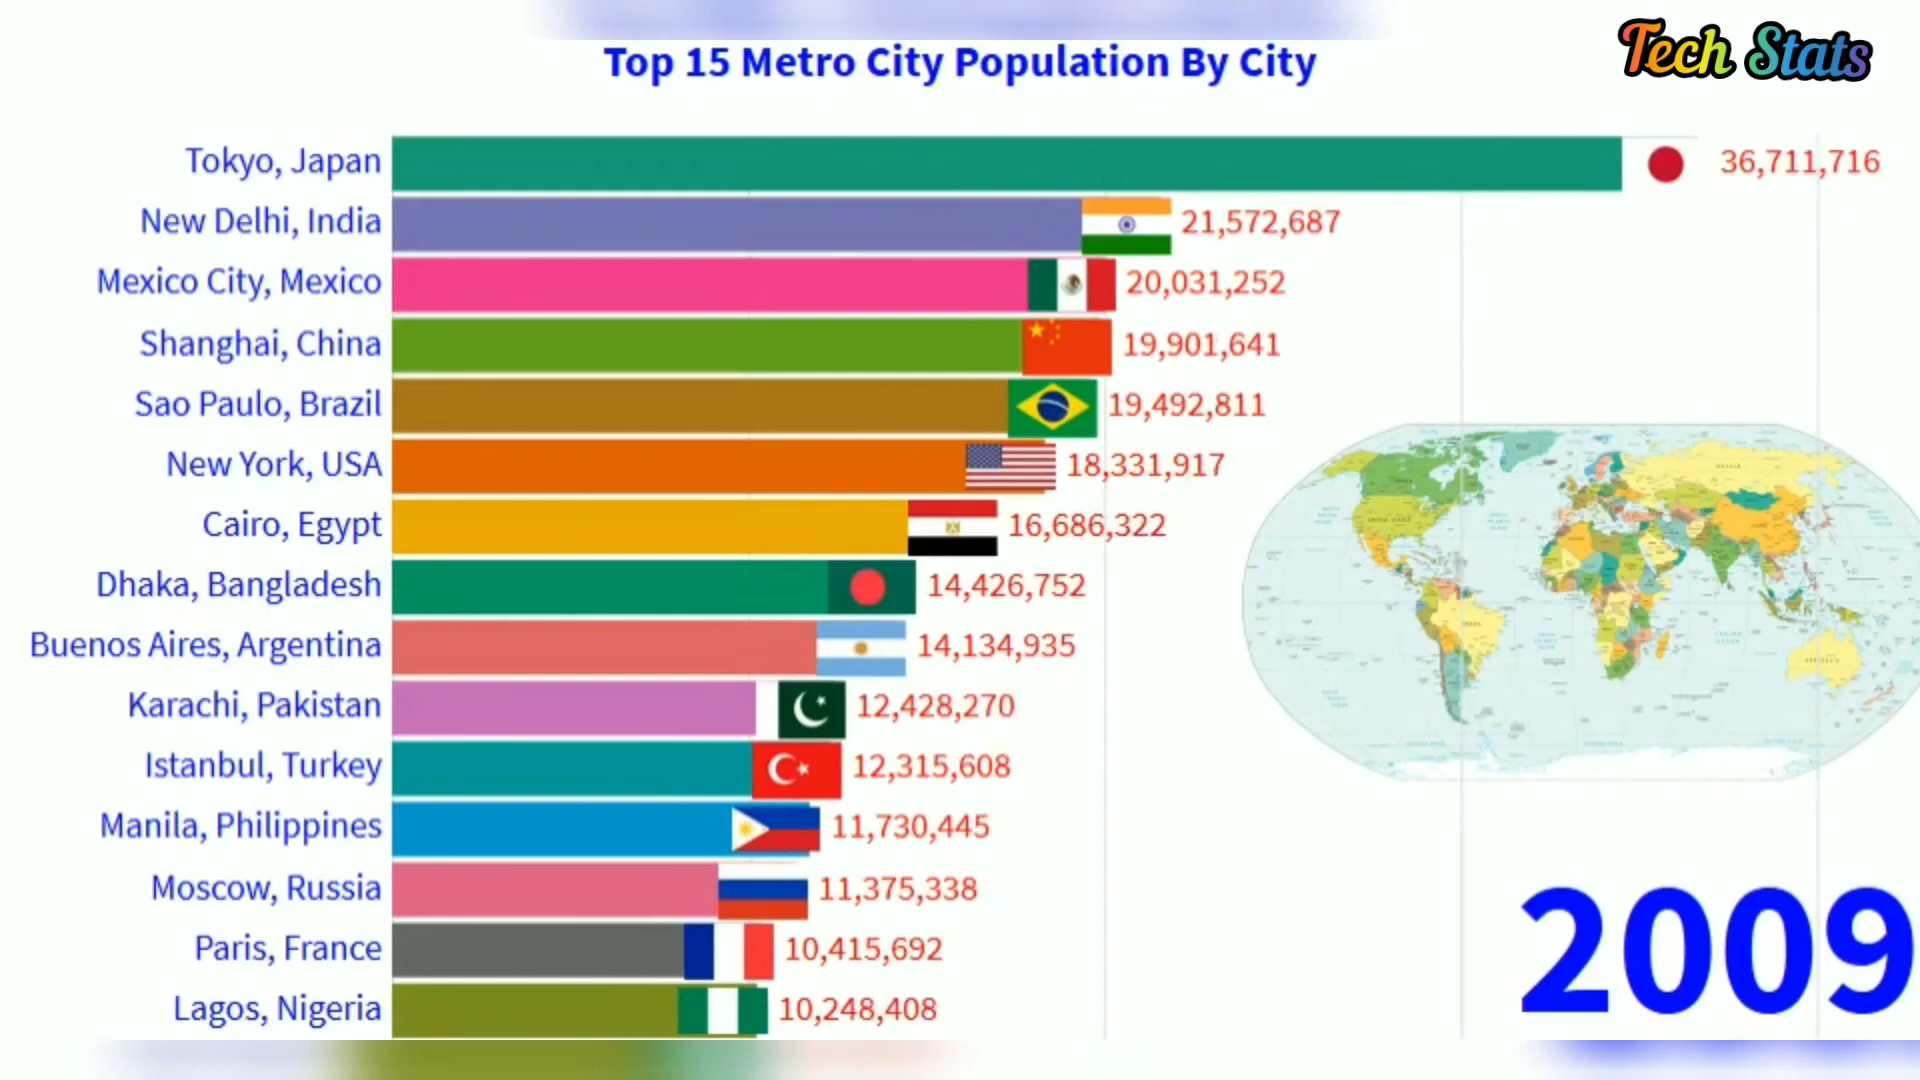 Tech Stats
Top 15 Metro City Population By City
Tokyo, Japan 36,711,716
New Delhi, India 21,572,687
Mexico City, Mexico 20,031,252
Shanghai, China 19,901,641
Sao Paulo, Brazil 19,492,811
New York, USA 18,331,917
Cairo, Egypt 16,686,322
Dhaka, Bangladesh 14,426,752
Buenos Aires, Argentina 14,134,935
Karachi, Pakistan 12,428,270
Istanbul, Turkey 12,315,608
Manila, Philippines 11,730,445
Moscow, Russia 11,375,338
Paris, France 10,415,692
Lagos, Nigeria 10,248,408
2009